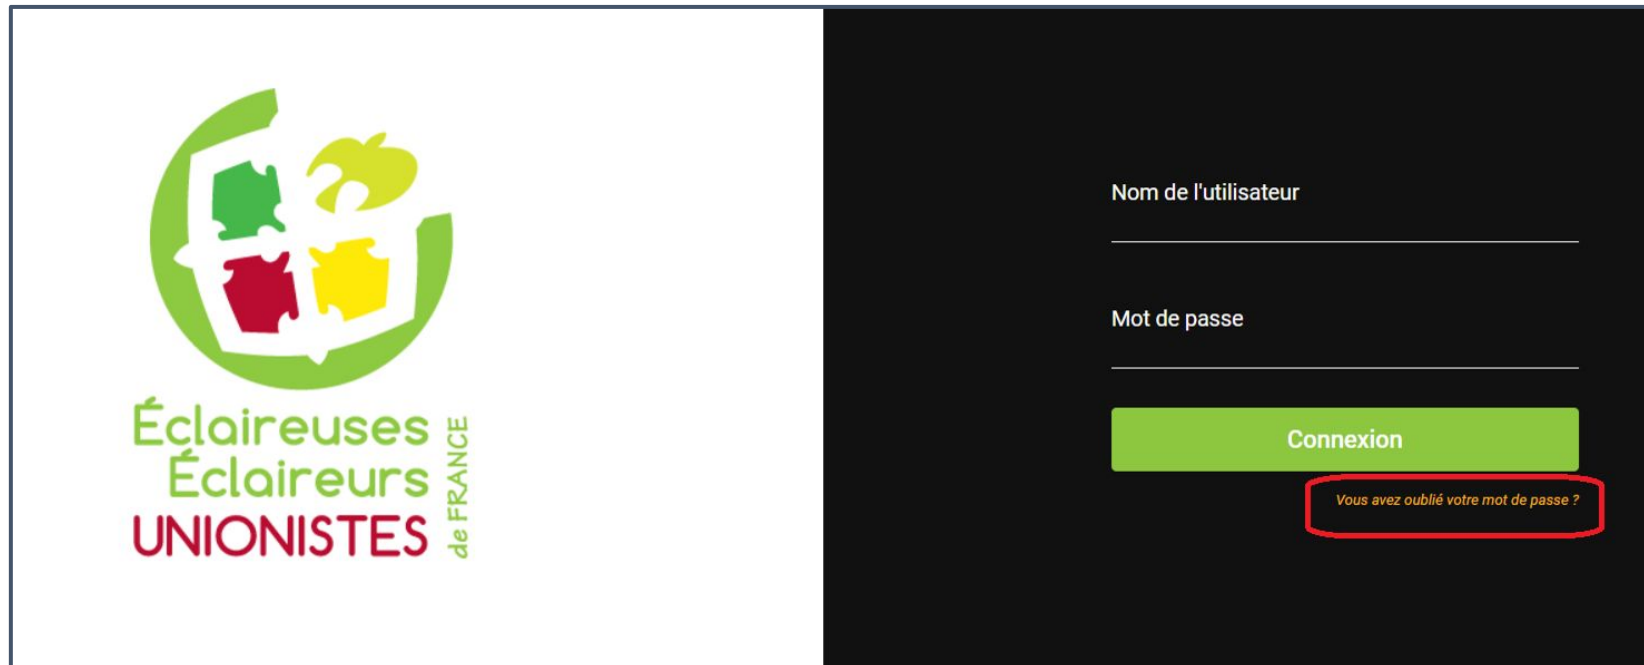 Éclaireuses
Éclaireurs
UNIONISTES
de FRANCE
Nom de l'utilisateur
Mot de passe
Connexion
Vous avez oublié votre mot de passe ?